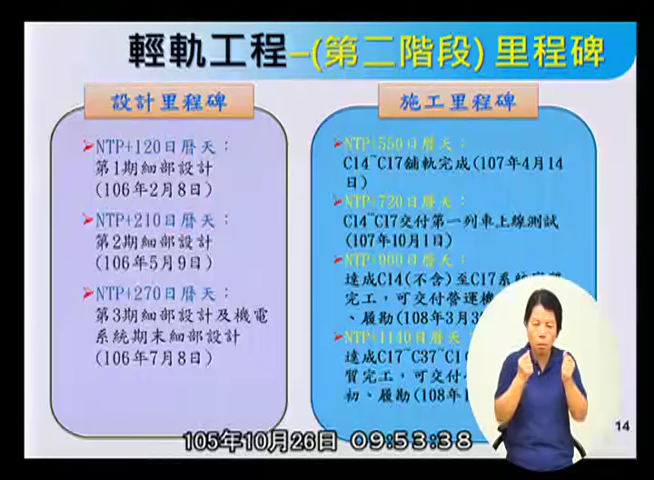 輕軌工程–(第二階段)里程碑
設計里程碑
NTP+120日曆天：
第1期細部設計
(106年2月8日)
NTP+210日曆天：
第2期細部設計
(106年5月9日)
NTP+270日曆天：
第3期細部設計及機電
系統期末細部設計
(106年7月8日)
施工里程碑
NTP+550日曆天：
C14~C17舖軌完成(107年4月14
日)
NTP+720日曆天：
C14~C17交付第一列車上線測試
(107年10月1日)
NTP+900日曆天：
達成C14(不含)至C17系統
完工，可交付營運機
、履勘(108年3月3
NTP+1140日曆天
達成C17~C37~C1
質完工，可交付
初、履勘(108年1
14
105年10月26日 09:53:38